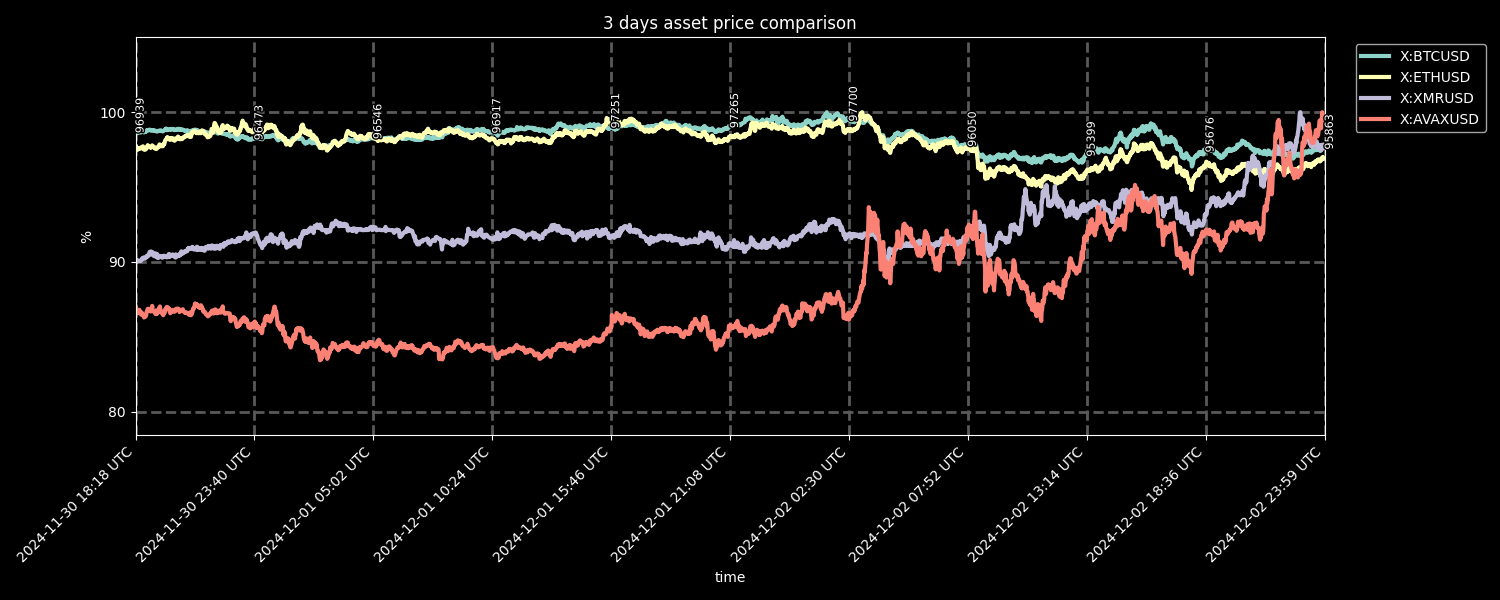 3 days asset price comparison
X:BTCUSD
X:ETHUSD
X:XMRUSD
X:AVAXUSD
100
90
80
%
96939
96473
96546
96917
97251
97265
97700
96050
95399
95676
95863
2024-11-30 18:18 UTC
2024-11-30 23:40 UTC
2024-12-01 05:02 UTC
2024-12-01 10:24 UTC
2024-12-01 15:46 UTC
2024-12-01 21:08 UTC
2024-12-02 02:30 UTC
2024-12-02 07:52 UTC
2024-12-02 13:14 UTC
2024-12-02 18:36 UTC
2024-12-02 23:59 UTC
time